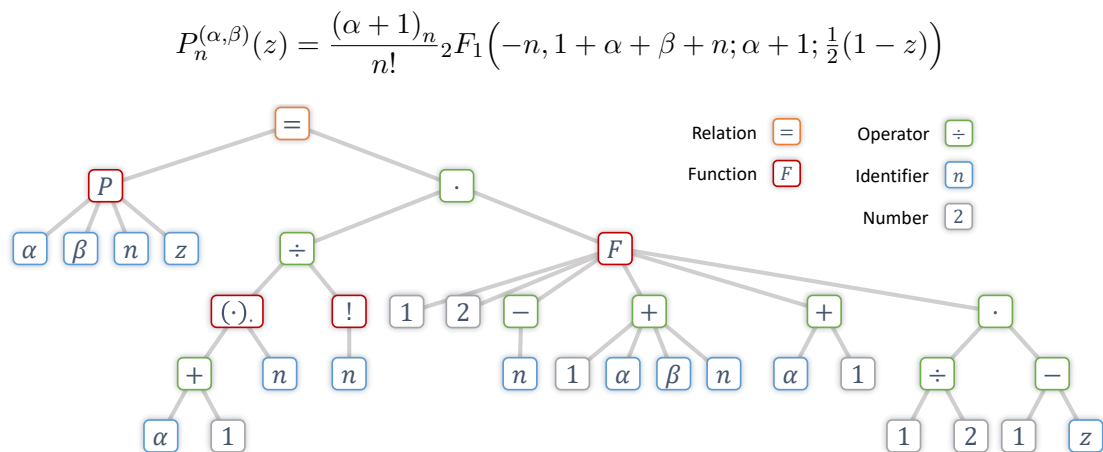 P_n^{(α,β)}(z) = \frac{(α + 1)_n}{n!} {}_2F_1(−n, 1 + α + β + n; α + 1; \frac{1}{2}(1 − z))
=
Relation = Operator ÷
P · Function F Identifier n
Number 2
α β n z ÷ F
(·). ! 1 2 − + + ·
+ n n n 1 α β n α 1 ÷ −
α 1 1 2 1 z